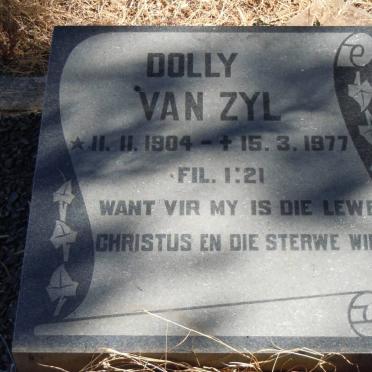 DOLLY
VAN ZYL
★ 11. 11. 1904 - ✝ 15. 3. 1977
FIL. 1:21
WANT VIR MY IS DIE LEWE
CHRISTUS EN DIE STERWE WI